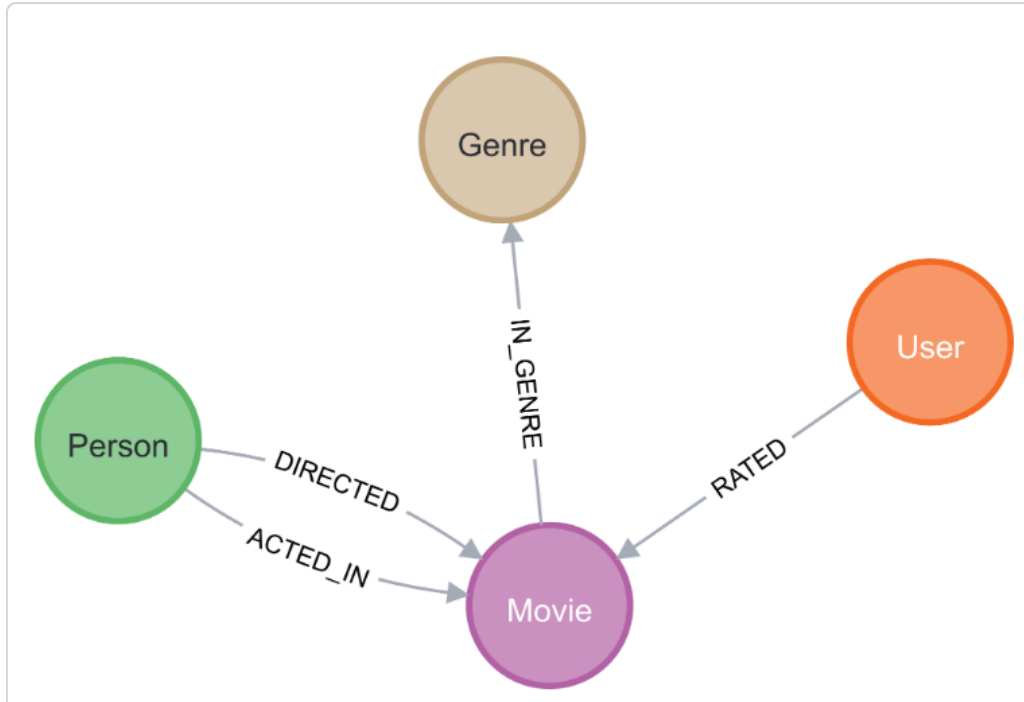 Genre
IN_GENRE
User
RATED
Person
DIRECTED
ACTED_IN
Movie